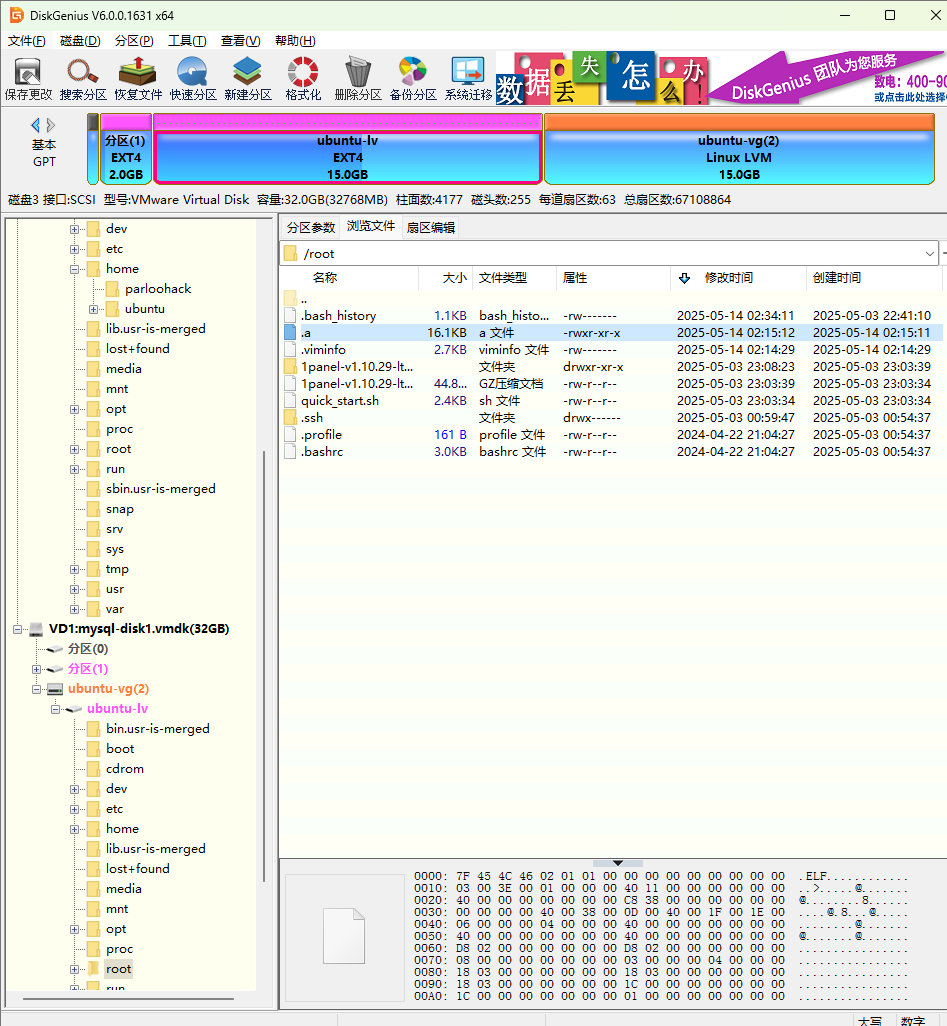 DiskGenius V6.0.0.1631 x64
文件(F) 磁盘(D) 分区(P) 工具(T) 查看(V) 帮助(H)
保存更改 搜索分区 恢复文件 快速分区 新建分区 格式化 删除分区 备份分区 系统迁移
数据丢失怎么办!
DiskGenius 团队为您服务
致电: 400-90
或点击此处选择
基本
GPT
分区(1)
EXT4
2.0GB
ubuntu-lv
EXT4
15.0GB
ubuntu-vg(2)
Linux LVM
15.0GB
磁盘3 接口:SCSI 型号:VMware Virtual Disk 容量:32.0GB(32768MB) 柱面数:4177 磁头数:255 每道扇区数:63 总扇区数:67108864
dev
etc
home
parloohack
ubuntu
lib.usr-is-merged
lost+found
media
mnt
opt
proc
root
run
sbin.usr-is-merged
snap
srv
sys
tmp
usr
var
VD1:mysql-disk1.vmdk(32GB)
分区(0)
分区(1)
ubuntu-vg(2)
ubuntu-lv
bin.usr-is-merged
boot
cdrom
dev
etc
home
lib.usr-is-merged
lost+found
media
mnt
opt
proc
root
run
分区参数 浏览文件 扇区编辑
/root
名称 大小 文件类型 属性 修改时间 创建时间
..
.bash_history 1.1KB bash_histo... -rw------- 2025-05-14 02:34:11 2025-05-03 22:41:10
.a 16.1KB a 文件 -rwxr-xr-x 2025-05-14 02:15:12 2025-05-14 02:15:11
.viminfo 2.7KB viminfo 文件 -rw------- 2025-05-14 02:14:29 2025-05-14 02:14:29
1panel-v1.10.29-lt... 文件夹 drwxr-xr-x 2025-05-03 23:08:23 2025-05-03 23:03:39
1panel-v1.10.29-lt... 44.8... GZ压缩文档 -rw-r--r-- 2025-05-03 23:03:39 2025-05-03 23:03:34
quick_start.sh 2.4KB sh 文件 -rw-r--r-- 2025-05-03 23:03:34 2025-05-03 23:03:34
.ssh 文件夹 drwx------ 2025-05-03 00:59:47 2025-05-03 00:54:37
.profile 161 B profile 文件 -rw-r--r-- 2024-04-22 21:04:27 2025-05-03 00:54:37
.bashrc 3.0KB bashrc 文件 -rw-r--r-- 2024-04-22 21:04:27 2025-05-03 00:54:37
0000: 7F 45 4C 46 02 01 01 00 00 00 00 00 00 00 00 00 .ELF............
0010: 03 00 3E 00 01 00 00 00 40 11 00 00 00 00 00 00 ..>.....@.......
0020: 40 00 00 00 00 00 00 00 C8 38 00 00 00 00 00 00 @........8......
0030: 00 00 00 00 40 00 38 00 0D 00 40 00 1F 00 1E 00 ....@.8...@.....
0040: 06 00 00 00 04 00 00 00 40 00 00 00 00 00 00 00 ........@.......
0050: 40 00 00 00 00 00 00 00 40 00 00 00 00 00 00 00 @.......@.......
0060: D8 02 00 00 00 00 00 00 D8 02 00 00 00 00 00 00 ................
0070: 08 00 00 00 00 00 00 00 03 00 00 00 04 00 00 00 ................
0080: 18 03 00 00 00 00 00 00 18 03 00 00 00 00 00 00 ................
0090: 18 03 00 00 00 00 00 00 1C 00 00 00 00 00 00 00 ................
00A0: 1C 00 00 00 00 00 00 00 01 00 00 00 00 00 00 00 ................
大写 数字